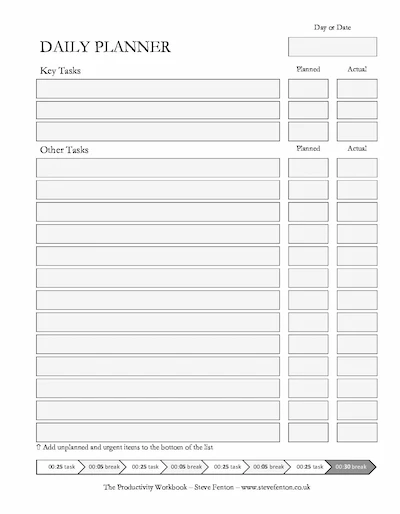 Day or Date
DAILY PLANNER
Key Tasks Planned Actual
Other Tasks Planned Actual
⇧ Add unplanned and urgent items to the bottom of the list
00:25 task 00:05 break 00:25 task 00:05 break 00:25 task 00:05 break 00:25 task 00:30 break
The Productivity Workbook – Steve Fenton – www.stevefenton.co.uk